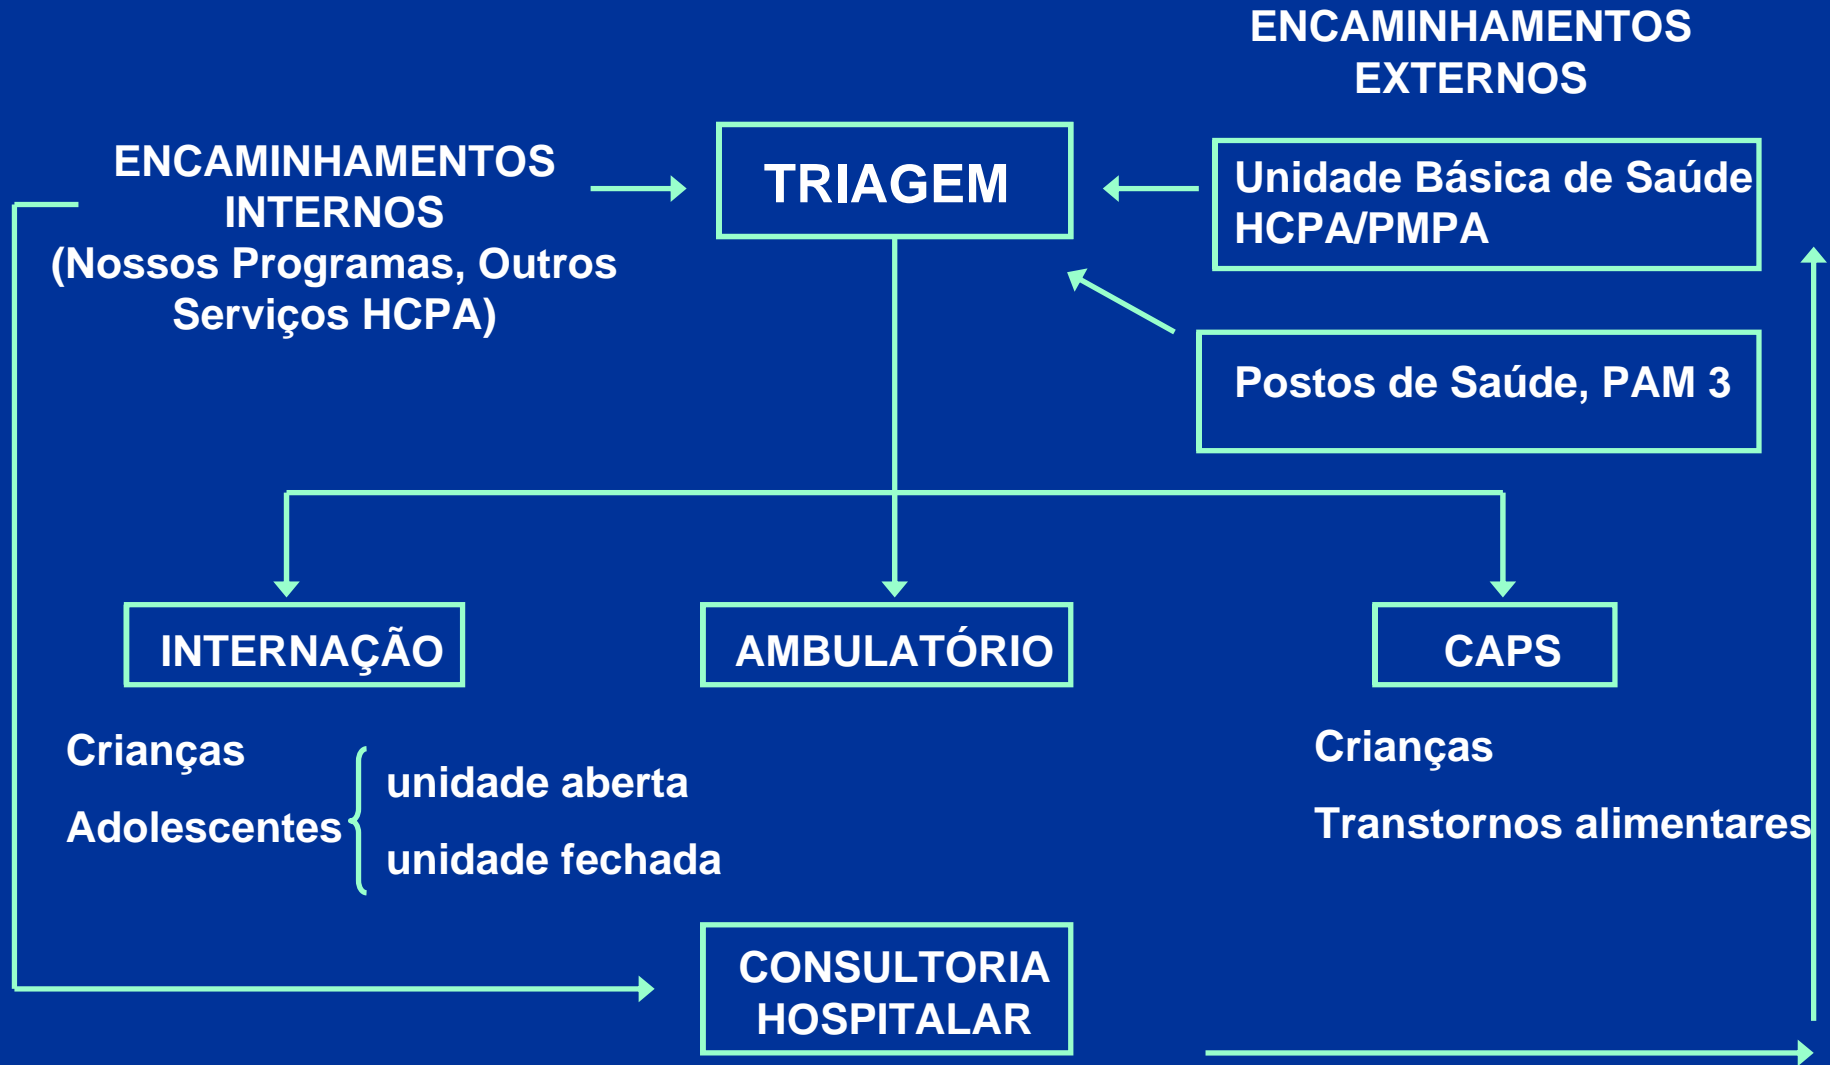 ENCAMINHAMENTOS
EXTERNOS
ENCAMINHAMENTOS
INTERNOS
(Nossos Programas, Outros
Serviços HCPA)
TRIAGEM
Unidade Básica de Saúde
HCPA/PMPA
Postos de Saúde, PAM 3
INTERNAÇÃO
AMBULATÓRIO
CAPS
Crianças
Adolescentes
unidade aberta
unidade fechada
Crianças
Transtornos alimentares
CONSULTORIA
HOSPITALAR